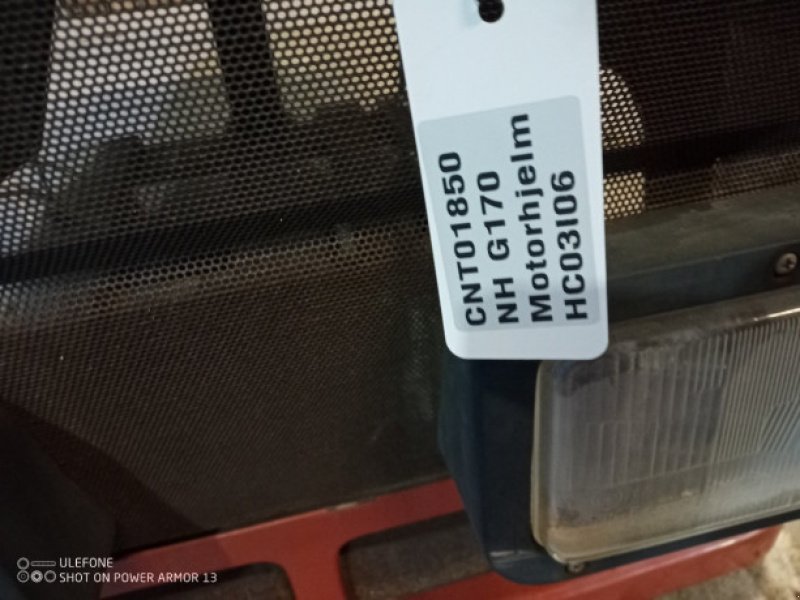 CNT01850
NH G170
Motorhjelm
HC03I06
ULEFONE
SHOT ON POWER ARMOR 13